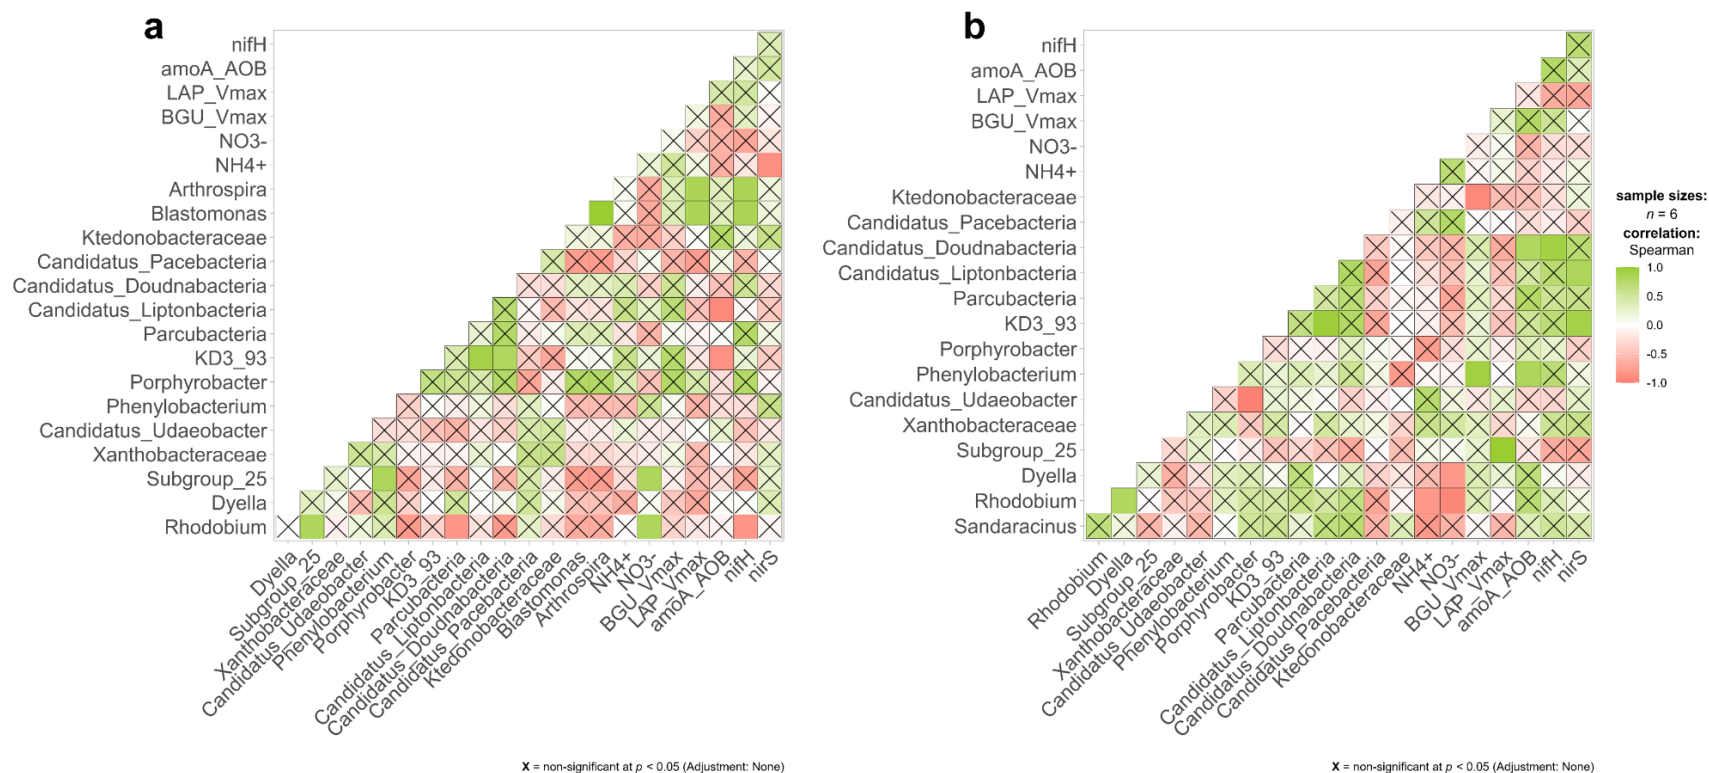 a
nifH
amoA_AOB
LAP_Vmax
BGU_Vmax
NO3-
NH4+
Arthrospira
Blastomonas
Ktedonobacteraceae
Candidatus_Pacebacteria
Candidatus_Doudnabacteria
Candidatus_Liptonbacteria
Parcubacteria
KD3_93
Porphyrobacter
Phenylobacterium
Candidatus_Udaeobacter
Xanthobacteraceae
Subgroup_25
Dyella
Rhodobium
Dyella
Subgroup_25
Xanthobacteraceae
Candidatus_Udaeobacter
Phenylobacterium
Porphyrobacter
KD3_93
Parcubacteria
Candidatus_Liptonbacteria
Candidatus_Doudnabacteria
Candidatus_Pacebacteria
Ktedonobacteraceae
Blastomonas
Arthrospira
NH4+
NO3-
BGU_Vmax
LAP_Vmax
amoA_AOB
nifH
nirS
X = non-significant at p < 0.05 (Adjustment: None)
b
nifH
amoA_AOB
LAP_Vmax
BGU_Vmax
NO3-
NH4+
Ktedonobacteraceae
Candidatus_Pacebacteria
Candidatus_Doudnabacteria
Candidatus_Liptonbacteria
Parcubacteria
KD3_93
Porphyrobacter
Phenylobacterium
Candidatus_Udaeobacter
Xanthobacteraceae
Subgroup_25
Dyella
Rhodobium
Sandaracinus
Rhodobium
Dyella
Subgroup_25
Xanthobacteraceae
Candidatus_Udaeobacter
Phenylobacterium
Porphyrobacter
KD3_93
Parcubacteria
Candidatus_Liptonbacteria
Candidatus_Doudnabacteria
Candidatus_Pacebacteria
Ktedonobacteraceae
NH4+
NO3-
BGU_Vmax
LAP_Vmax
amoA_AOB
nifH
nirS
X = non-significant at p < 0.05 (Adjustment: None)
sample sizes:
n = 6
correlation:
Spearman
1.0
0.5
0.0
-0.5
-1.0